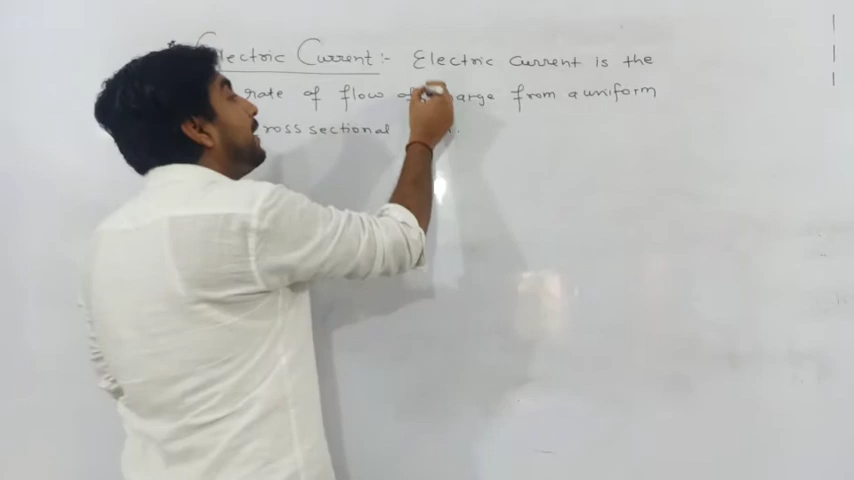 Electric Current :- Electric Current is the
rate of flow of charge from a uniform
cross sectional